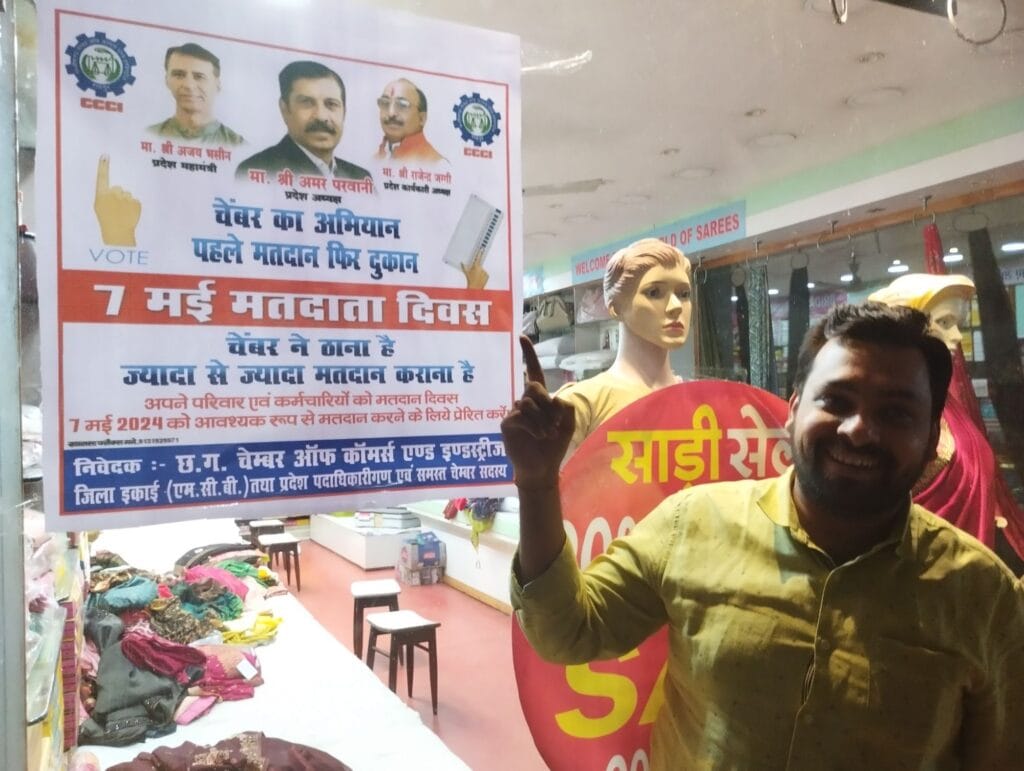 CCCI
CCCI
मा. श्री अजय भसीन
प्रदेश महामंत्री
मा. श्री अमर परवानी
प्रदेश अध्यक्ष
मा. श्री राजेन्द्र जग्गी
प्रदेश कार्यकारी अध्यक्ष
VOTE
चेंबर का अभियान
पहले मतदान फिर दुकान
7 मई मतदाता दिवस
चेंबर ने ठाना है
ज्यादा से ज्यादा मतदान कराना है
अपने परिवार एवं कर्मचारियों को मतदान दिवस
7 मई 2024 को आवश्यक रूप से मतदान करने के लिये प्रेरित करें
निवेदक :- छ.ग. चेम्बर ऑफ कॉमर्स एण्ड इण्डस्ट्रीज
जिला इकाई (एम.सी.बी.) तथा प्रदेश पदाधिकारीगण एवं समस्त चेम्बर सदस्य
OF SAREES
साड़ी सेल